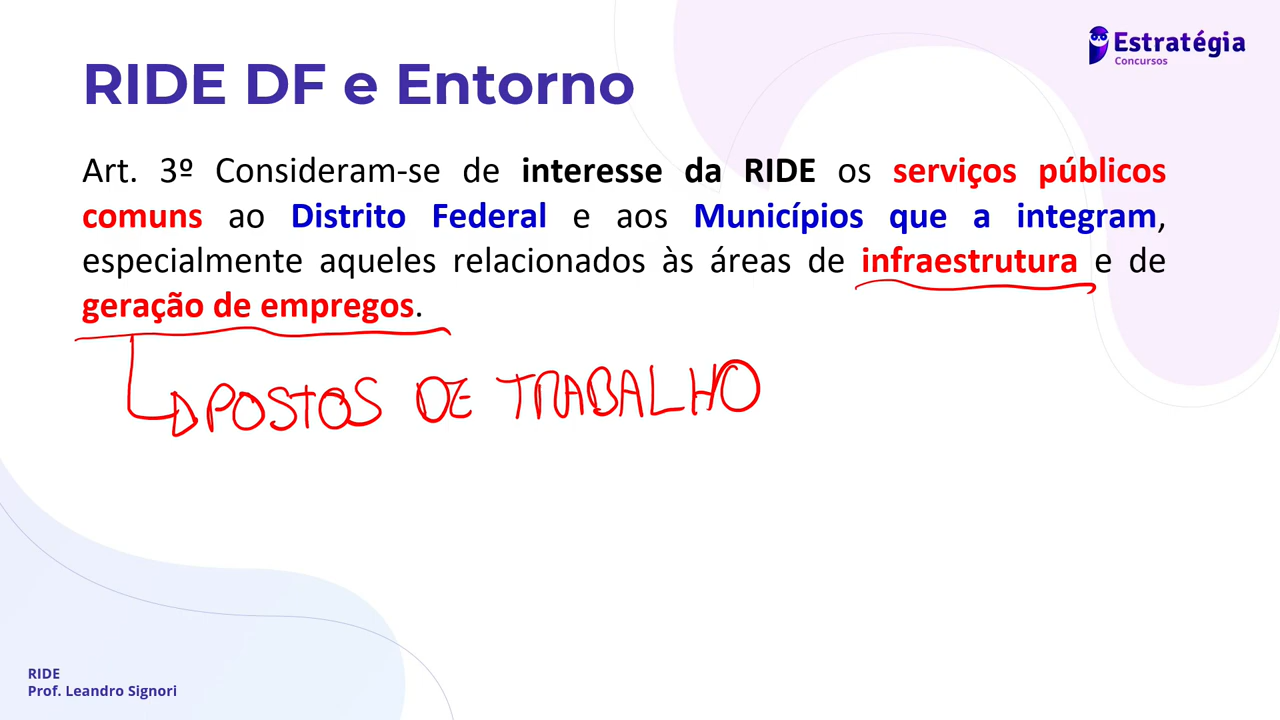 Estratégia
Concursos
RIDE DF e Entorno
Art. 3º Consideram-se de interesse da RIDE os serviços públicos
comuns ao Distrito Federal e aos Municípios que a integram,
especialmente aqueles relacionados às áreas de infraestrutura e de
geração de empregos.
POSTOS DE TRABALHO
RIDE
Prof. Leandro Signori